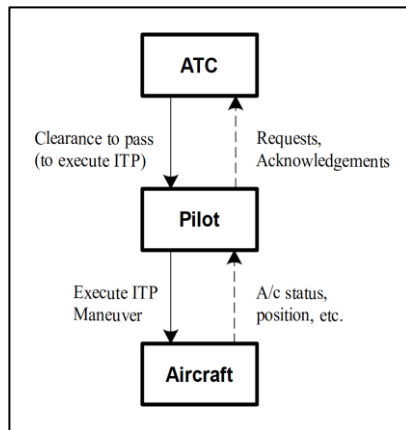 ATC
Clearance to pass
(to execute ITP)
Requests,
Acknowledgements
Pilot
Execute ITP
Maneuver
A/c status,
position, etc.
Aircraft